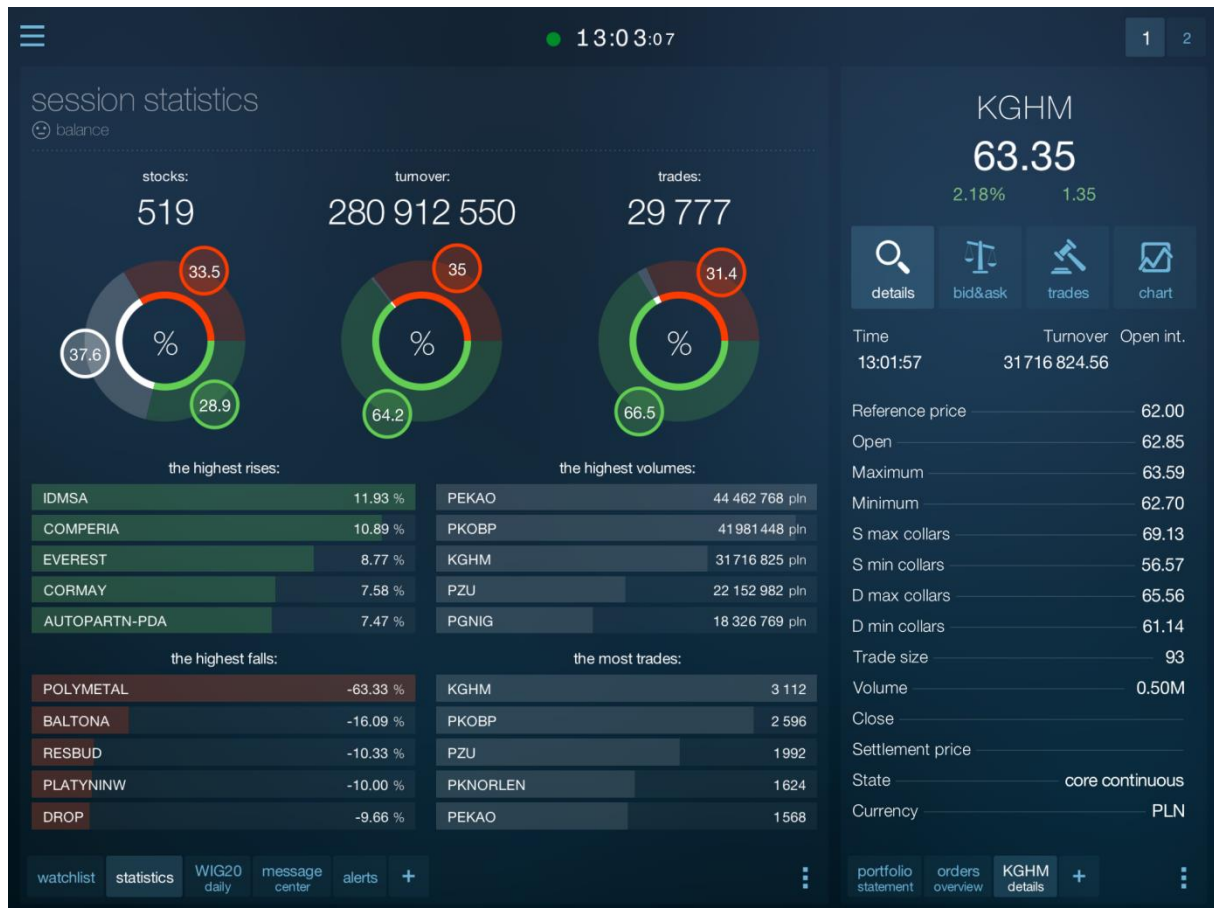 13:03:07
1 2
session statistics
balance
stocks: turnover: trades:
519 280 912 550 29 777
33.5 35 31.4
% % %
37.6
28.9 64.2 66.5
the highest rises:
IDMSA 11.93 %
COMPERIA 10.89 %
EVEREST 8.77 %
CORMAY 7.58 %
AUTOPARTN-PDA 7.47 %
the highest volumes:
PEKAO 44 462 768 pln
PKOBP 41 981 448 pln
KGHM 31 716 825 pln
PZU 22 152 982 pln
PGNIG 18 326 769 pln
the highest falls:
POLYMETAL -63.33 %
BALTONA -16.09 %
RESBUD -10.33 %
PLATYNINW -10.00 %
DROP -9.66 %
the most trades:
KGHM 3 112
PKOBP 2 596
PZU 1 992
PKNORLEN 1 624
PEKAO 1 568
watchlist statistics WIG20 daily message center alerts +
KGHM
63.35
2.18% 1.35
details bid&ask trades chart
Time Turnover Open int.
13:01:57 31 716 824.56
Reference price 62.00
Open 62.85
Maximum 63.59
Minimum 62.70
S max collars 69.13
S min collars 56.57
D max collars 65.56
D min collars 61.14
Trade size 93
Volume 0.50M
Close
Settlement price
State core continuous
Currency PLN
portfolio statement orders overview KGHM details +